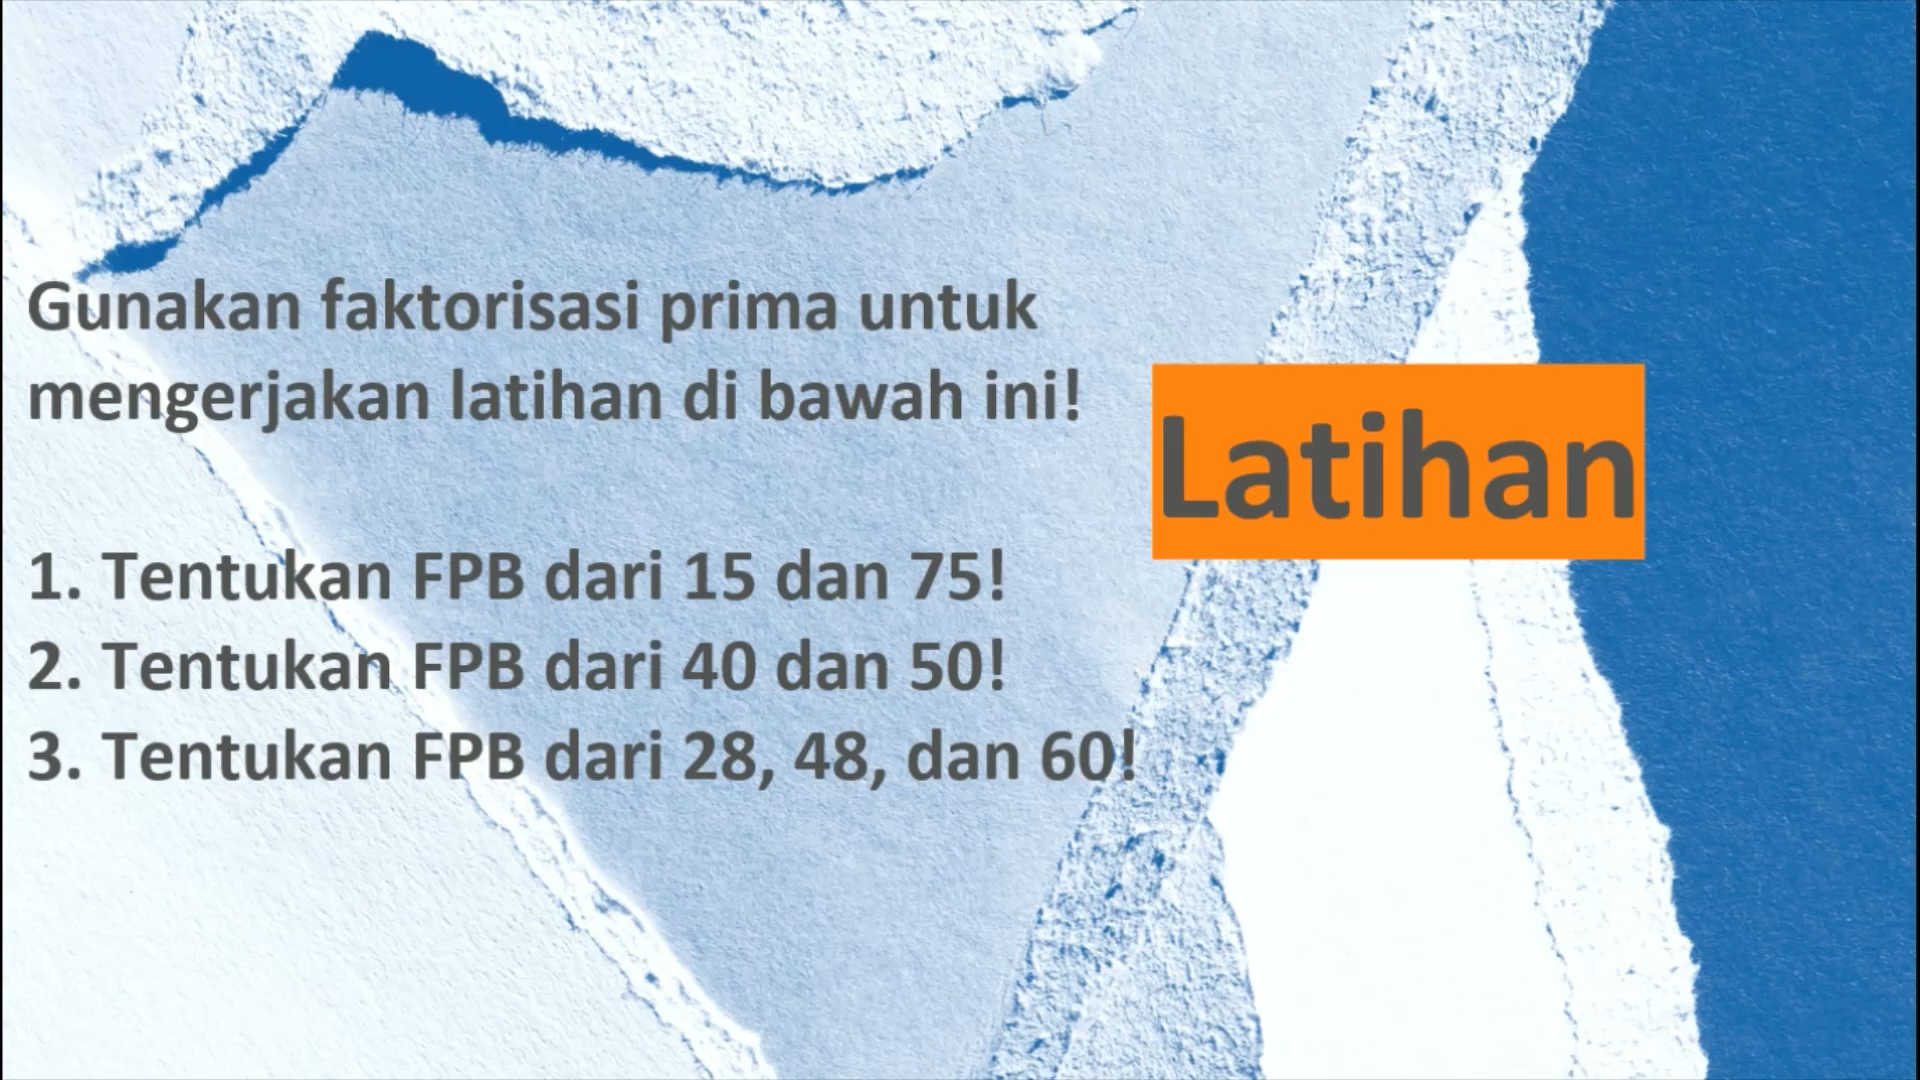 Gunakan faktorisasi prima untuk
mengerjakan latihan di bawah ini!
Latihan
1. Tentukan FPB dari 15 dan 75!
2. Tentukan FPB dari 40 dan 50!
3. Tentukan FPB dari 28, 48, dan 60!